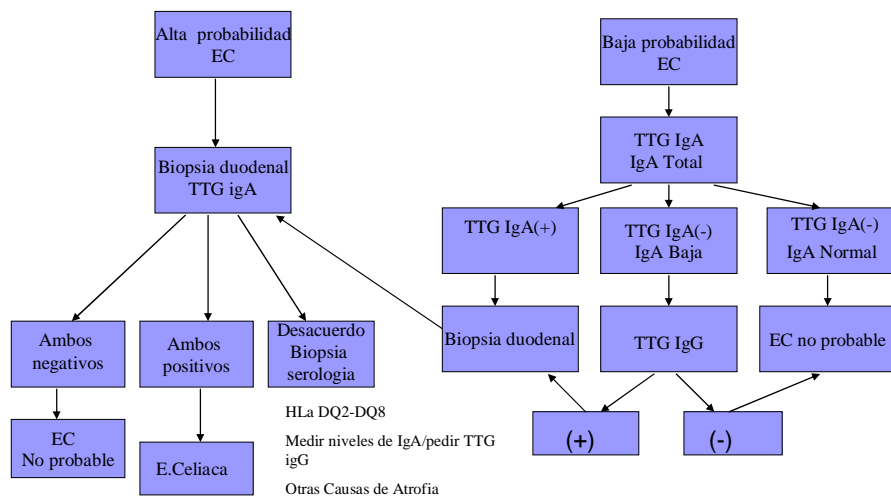 Alta probabilidad
EC
Baja probabilidad
EC
TTG IgA
IgA Total
Biopsia duodenal
TTG igA
TTG IgA(+)
TTG IgA(-)
IgA Baja
TTG IgA(-)
IgA Normal
Ambos
negativos
Ambos
positivos
Desacuerdo
Biopsia
serologia
Biopsia duodenal
TTG IgG
EC no probable
EC
No probable
E.Celiaca
HLa DQ2-DQ8
Medir niveles de IgA/pedir TTG
igG
Otras Causas de Atrofia
(+)
(-)